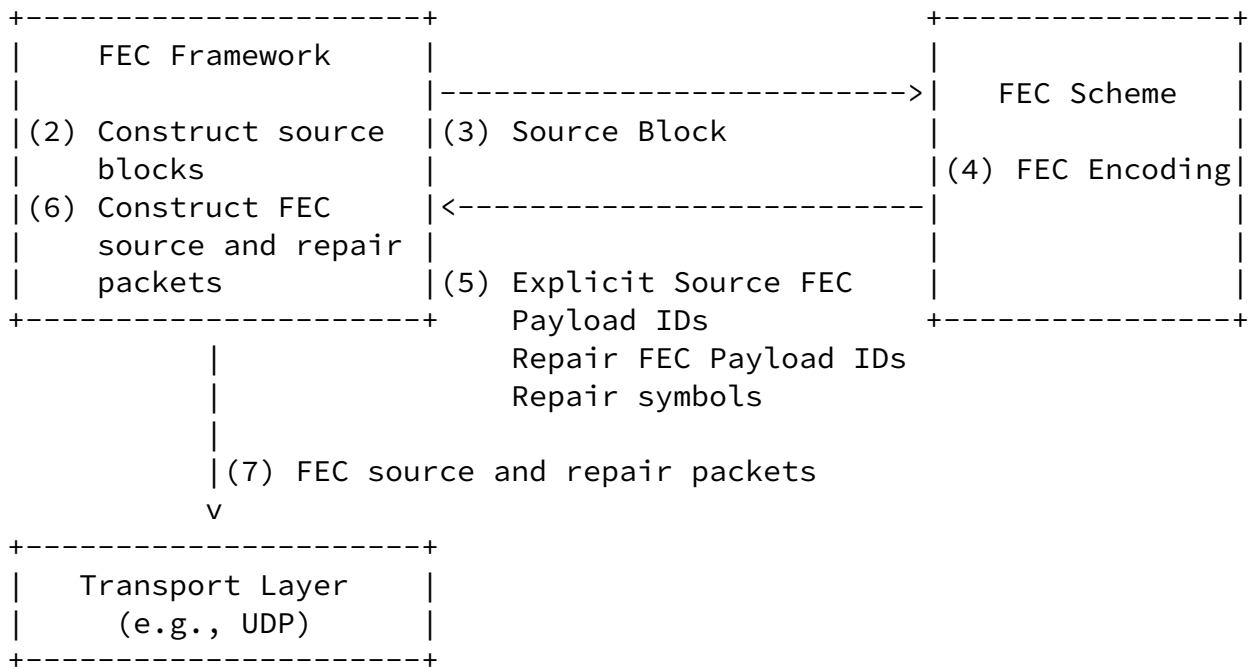 +----------------------+                           +----------------+
|    FEC Framework     |                           |                |
|                      |-------------------------->|   FEC Scheme   |
|(2) Construct source  |(3) Source Block           |                |
|    blocks            |                           |(4) FEC Encoding|
|(6) Construct FEC     |<--------------------------|                |
|    source and repair |                           |                |
|    packets           |(5) Explicit Source FEC    |                |
+----------------------+    Payload IDs            +----------------+
           |                Repair FEC Payload IDs
           |                Repair symbols
           |
           |(7) FEC source and repair packets
           v
+----------------------+
|   Transport Layer    |
|     (e.g., UDP)      |
+----------------------+